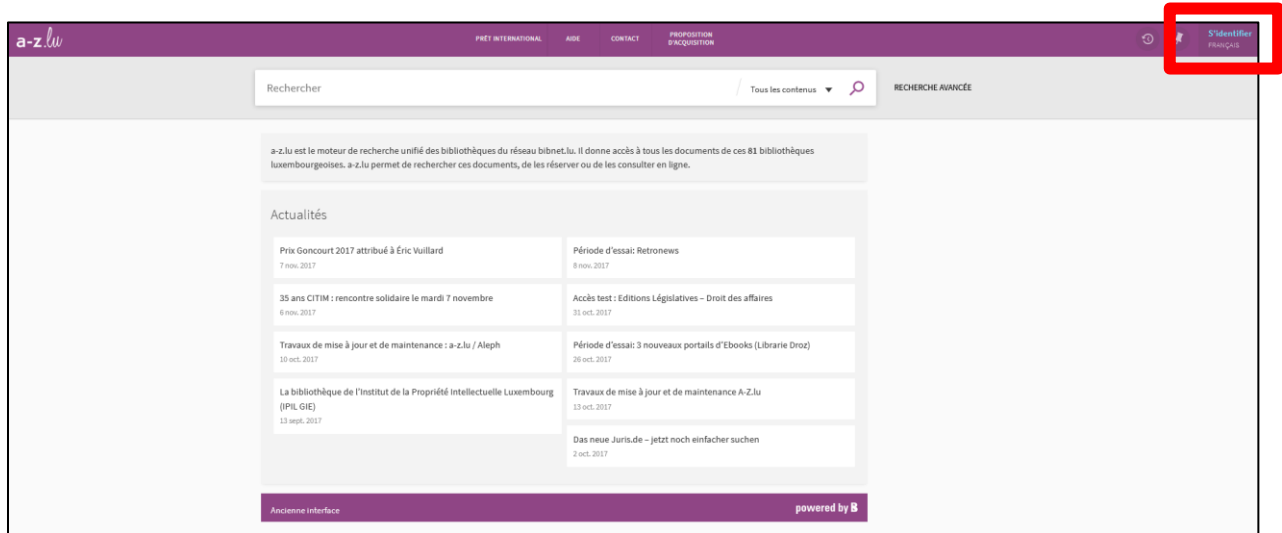 a-z.lu
PRÊT INTERNATIONAL
AIDE
CONTACT
PROPOSITION
D'ACQUISITION
S'identifier
FRANÇAIS
Rechercher
Tous les contenus
RECHERCHE AVANCÉE
a-z.lu est le moteur de recherche unifié des bibliothèques du réseau bibnet.lu. Il donne accès à tous les documents de ces 81 bibliothèques
luxembourgeoises. a-z.lu permet de rechercher ces documents, de les réserver ou de les consulter en ligne.
Actualités
Prix Goncourt 2017 attribué à Éric Vuillard
7 nov. 2017
35 ans CITIM : rencontre solidaire le mardi 7 novembre
6 nov. 2017
Travaux de mise à jour et de maintenance : a-z.lu / Aleph
10 oct. 2017
La bibliothèque de l'Institut de la Propriété Intellectuelle Luxembourg
(IPIL GIE)
13 sept. 2017
Période d'essai: Retronews
8 nov. 2017
Accès test : Editions Législatives – Droit des affaires
31 oct. 2017
Période d'essai: 3 nouveaux portails d'Ebooks (Librarie Droz)
26 oct. 2017
Travaux de mise à jour et de maintenance A-Z.lu
13 oct. 2017
Das neue Juris.de – jetzt noch einfacher suchen
2 oct. 2017
Ancienne interface
powered by B